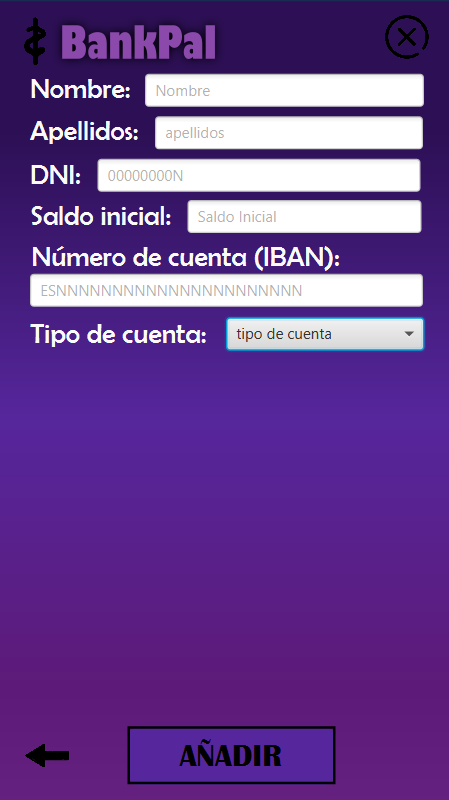 BankPal
Nombre: Nombre
Apellidos: apellidos
DNI: 00000000N
Saldo inicial: Saldo Inicial
Número de cuenta (IBAN):
ESNNNNNNNNNNNNNNNNNNNNNN
Tipo de cuenta: tipo de cuenta
AÑADIR